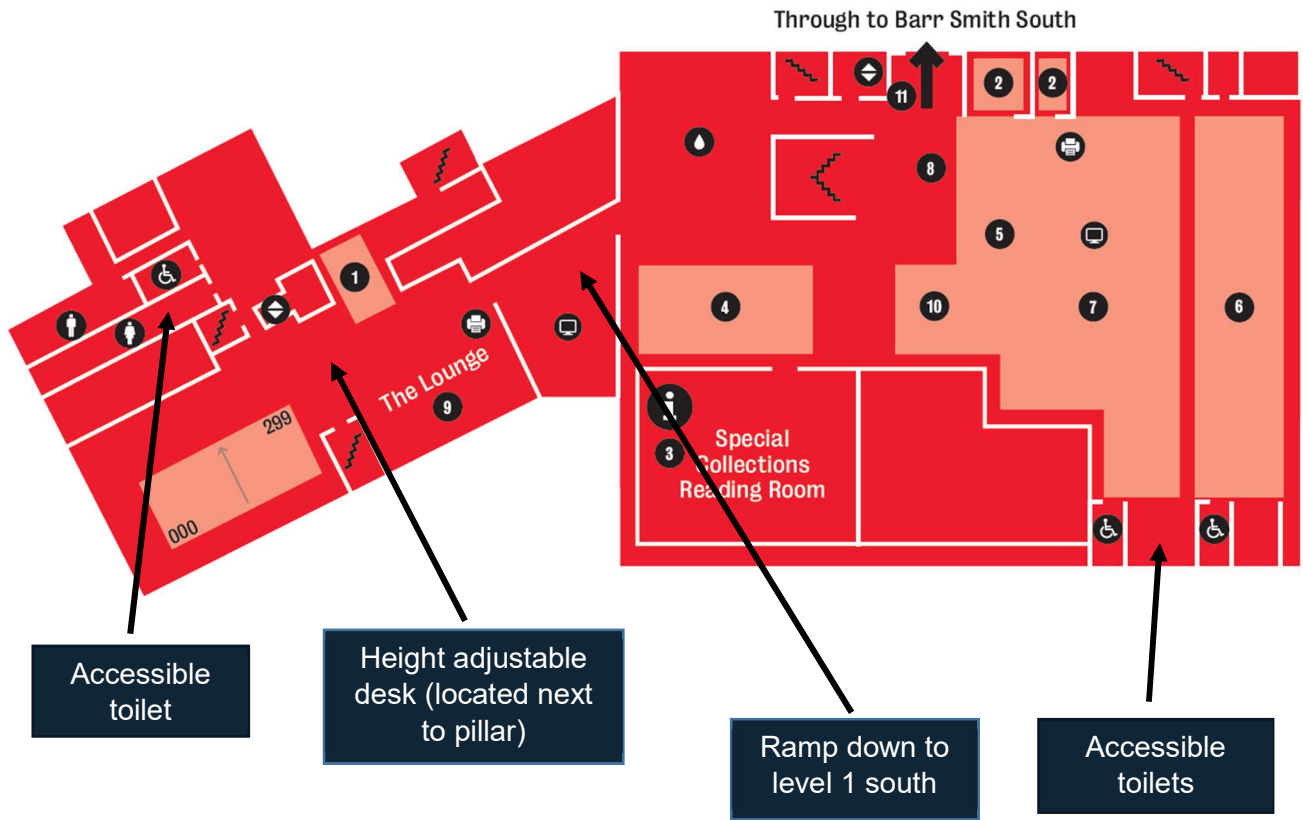 Through to Barr Smith South
2
2
11
8
5
1
4
10
7
6
The Lounge
9
299
000
3
Special
Collections
Reading Room
Accessible
toilet
Height adjustable
desk (located next
to pillar)
Ramp down to
level 1 south
Accessible
toilets